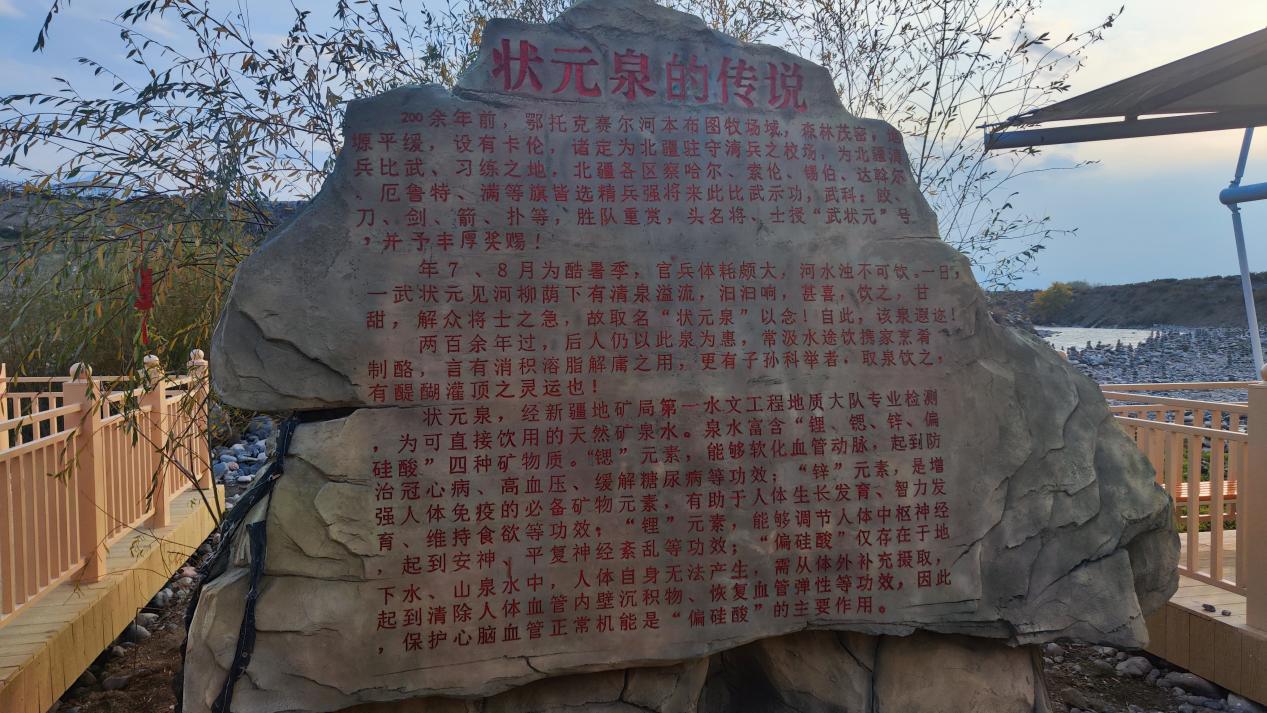 状元泉的传说
200余年前，鄂托克赛尔河本布图牧场域，森林茂密，地
塬平缓，设有卡伦，诸定为北疆驻守清兵之校场，为北疆清
兵比武、习练之地，北疆各区察哈尔、索伦、锡伯、达斡尔
、厄鲁特、满等旗皆选精兵强将来此比武示功，武科：骰、
刀、剑、箭、扑等，胜队重赏，头名将、士授“武状元”号
，并予丰厚奖赐！
年7、8月为酷暑季，官兵体耗颇大，河水浊不可饮。一日，
一武状元见河柳荫下有清泉溢流，汩汩响，甚喜，饮之，甘
甜，解众将士之急，故取名“状元泉”以念！自此，该泉遐迩！
两百余年过，后人仍以此泉为惠，常汲水途饮携家烹肴
制酪，言有消积溶脂解庸之用，更有子孙科举者，取泉饮之，
有醍醐灌顶之灵运也！
状元泉，经新疆地矿局第一水文工程地质大队专业检测
，为可直接饮用的天然矿泉水。泉水富含“锂、锶、锌、偏
硅酸”四种矿物质。“锶”元素，能够软化血管动脉，起到防
治冠心病、高血压、缓解糖尿病等功效；“锌”元素，是增
强人体免疫的必备矿物元素，有助于人体生长发育、智力发
育、维持食欲等功效；“锂”元素，能够调节人体中枢神经
，起到安神、平复神经紊乱等功效；“偏硅酸”仅存在于地
下水、山泉水中，人体自身无法产生，需从体外补充摄取，
起到清除人体血管内壁沉积物、恢复血管弹性等功效，因此
，保护心脑血管正常机能是“偏硅酸”的主要作用。